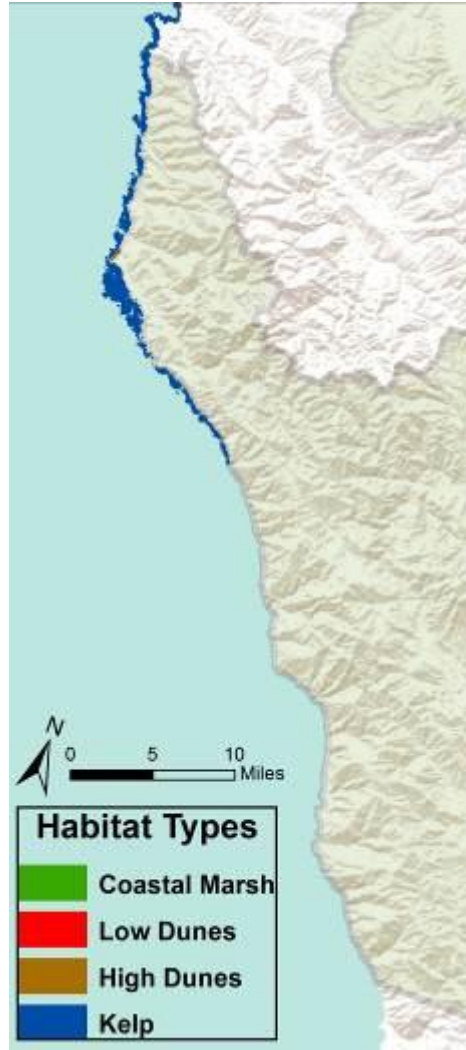 N
0 5 10
Miles
Habitat Types
Coastal Marsh
Low Dunes
High Dunes
Kelp